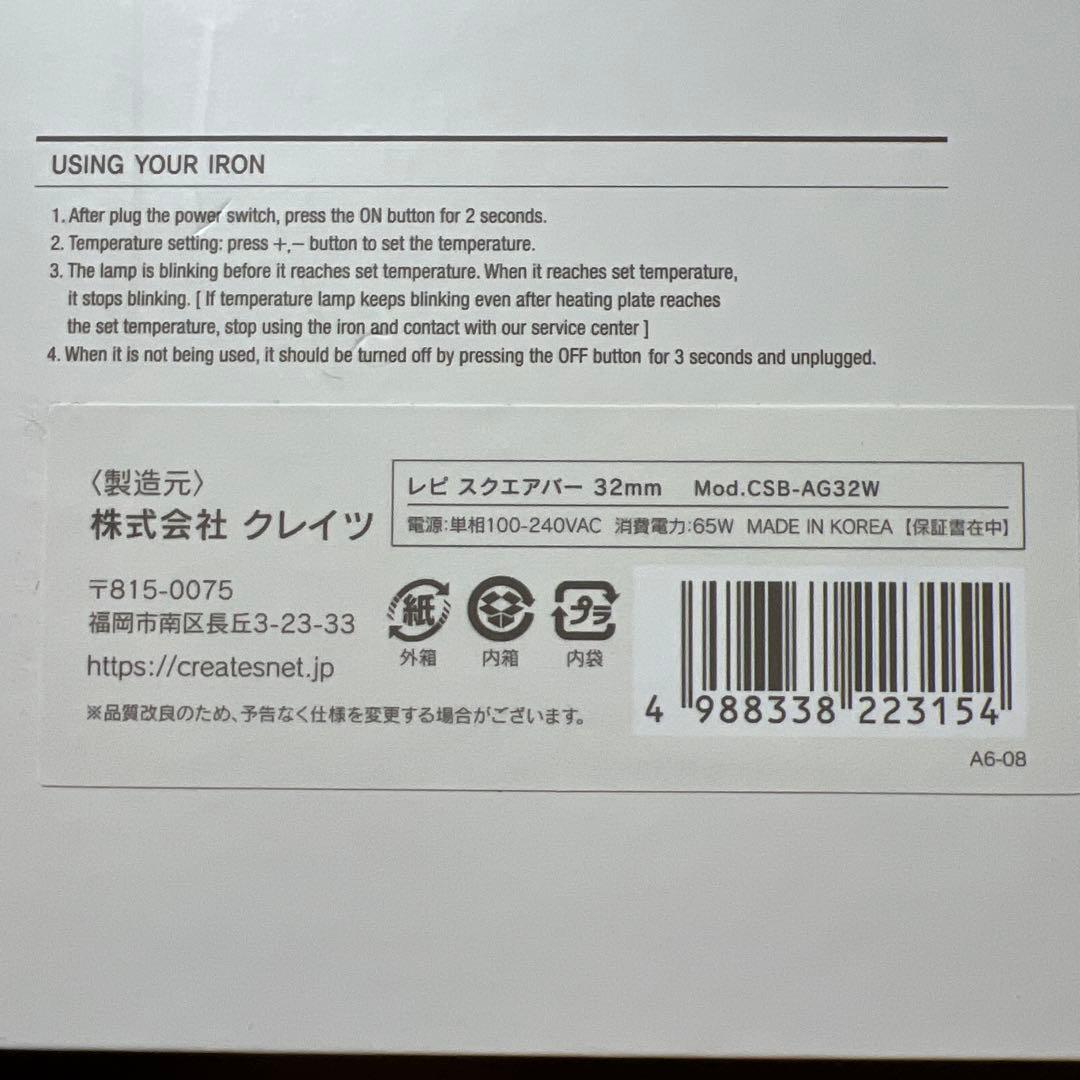 USING YOUR IRON
1. After plug the power switch, press the ON button for 2 seconds.
2. Temperature setting: press +,− button to set the temperature.
3. The lamp is blinking before it reaches set temperature. When it reaches set temperature,
it stops blinking. [ If temperature lamp keeps blinking even after heating plate reaches
the set temperature, stop using the iron and contact with our service center ]
4. When it is not being used, it should be turned off by pressing the OFF button for 3 seconds and unplugged.
〈製造元〉
株式会社 クレイツ
レピ スクエアバー 32mm Mod.CSB-AG32W
電源:単相100-240VAC 消費電力:65W MADE IN KOREA【保証書在中】
〒815-0075
福岡市南区長丘3-23-33
https://createsnet.jp
紙 プラ
外箱 内箱 内袋
※品質改良のため、予告なく仕様を変更する場合がございます。
4 988338 223154
A6-08